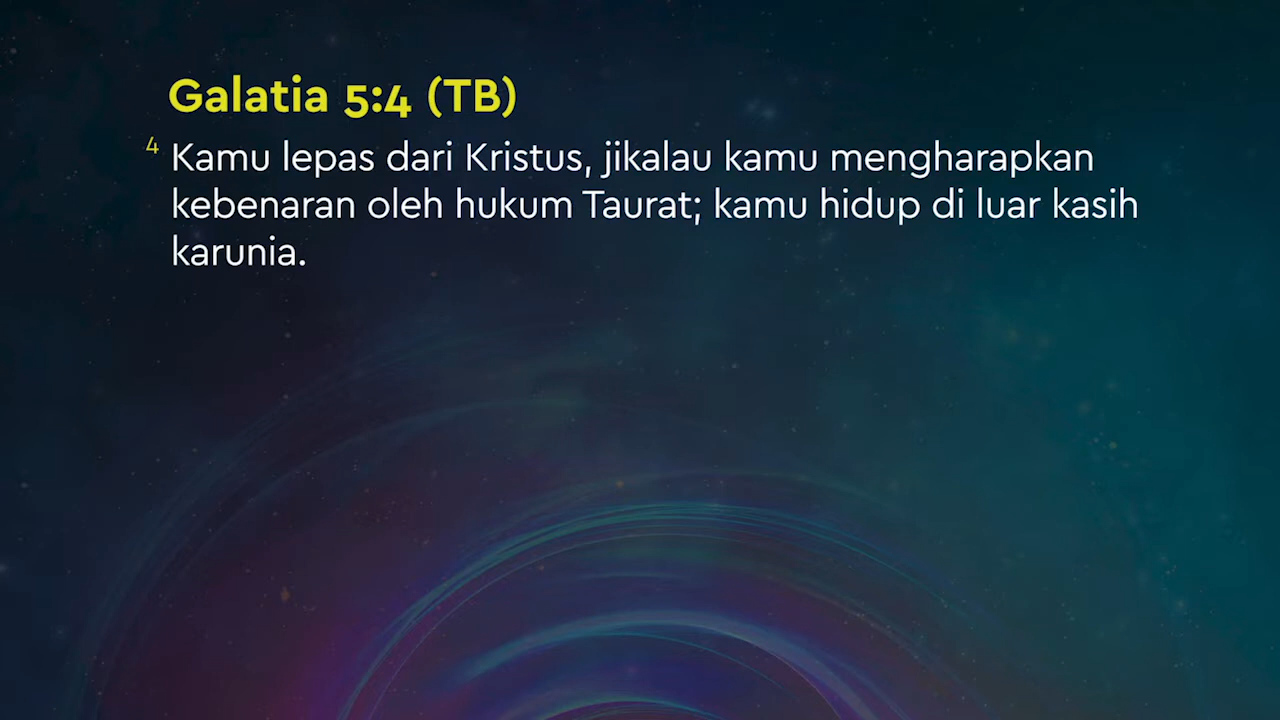 Galatia 5:4 (TB)
4 Kamu lepas dari Kristus, jikalau kamu mengharapkan
kebenaran oleh hukum Taurat; kamu hidup di luar kasih
karunia.